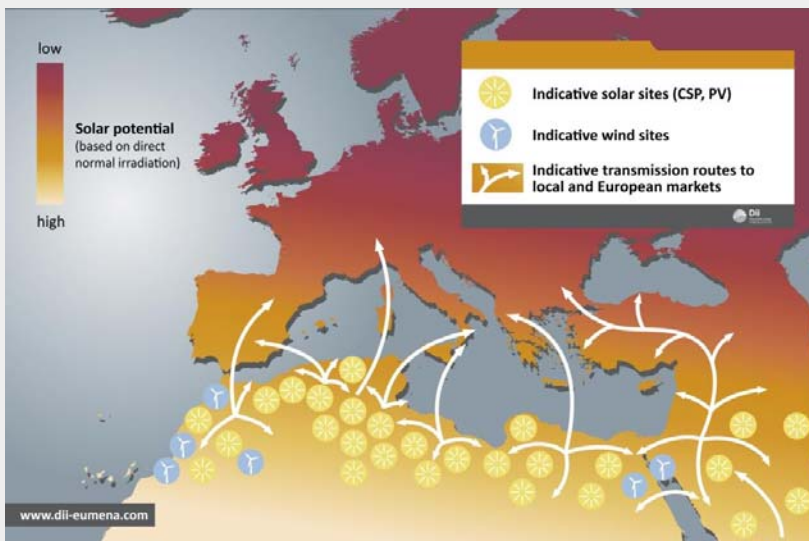 low
Solar potential
(based on direct
normal irradiation)
high
Indicative solar sites (CSP, PV)
Indicative wind sites
Indicative transmission routes to
local and European markets
Dii
www.dii-eumena.com